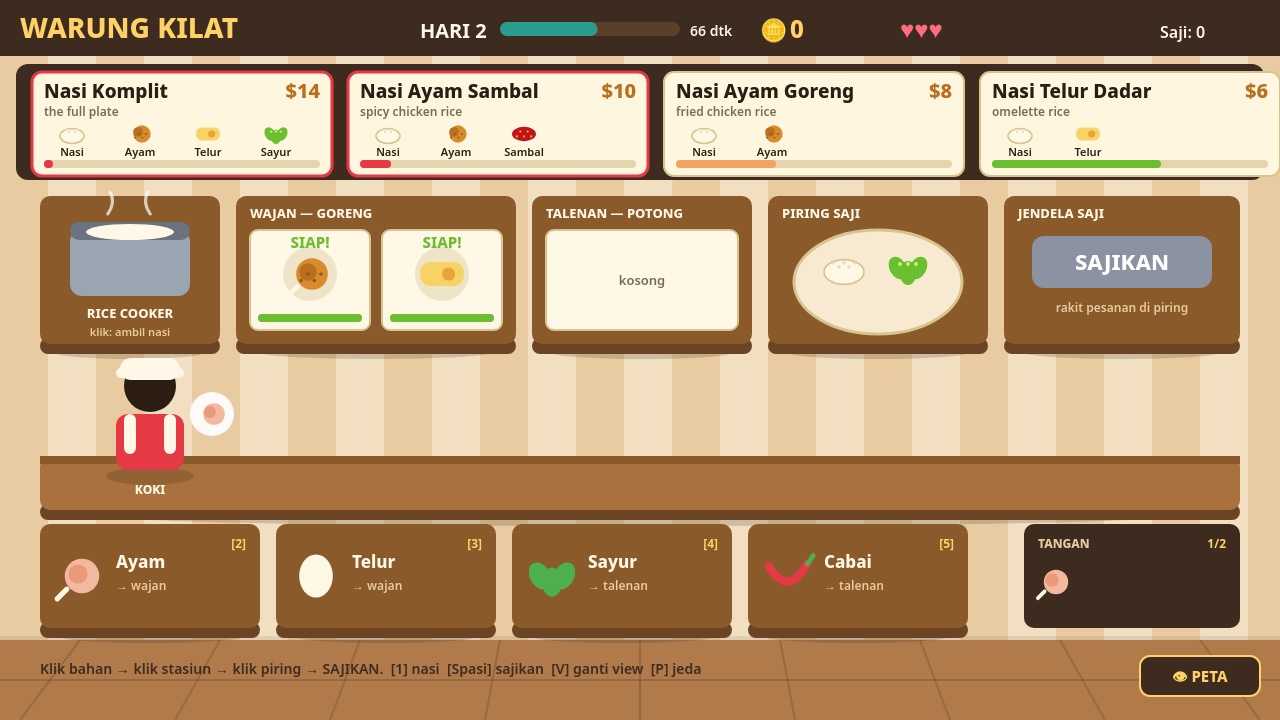 WARUNG KILAT
HARI 2
66 dtk
0
Saji: 0
Nasi Komplit
$14
the full plate
Nasi
Ayam
Telur
Sayur
Nasi Ayam Sambal
$10
spicy chicken rice
Nasi
Ayam
Sambal
Nasi Ayam Goreng
$8
fried chicken rice
Nasi
Ayam
Nasi Telur Dadar
$6
omelette rice
Nasi
Telur
RICE COOKER
klik: ambil nasi
WAJAN — GORENG
SIAP!
SIAP!
TALENAN — POTONG
kosong
PIRING SAJI
JENDELA SAJI
SAJIKAN
rakit pesanan di piring
KOKI
[2]
Ayam
→ wajan
[3]
Telur
→ wajan
[4]
Sayur
→ talenan
[5]
Cabai
→ talenan
TANGAN
1/2
Klik bahan → klik stasiun → klik piring → SAJIKAN. [1] nasi [Spasi] sajikan [V] ganti view [P] jeda
PETA